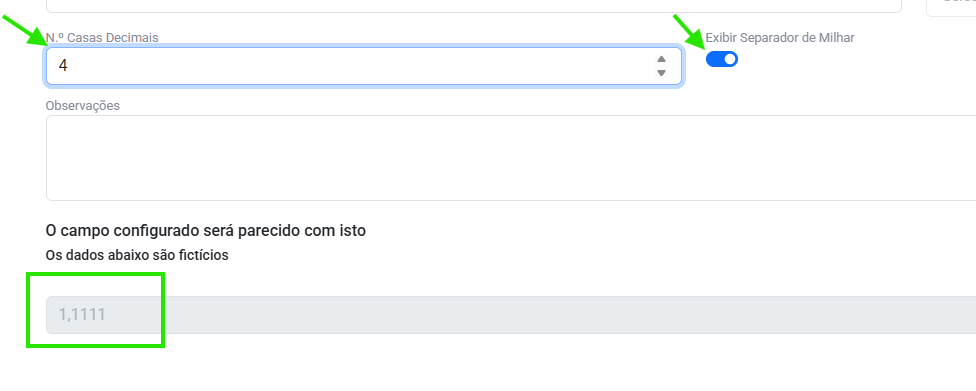 N.º Casas Decimais
Exibir Separador de Milhar
4
Observações
O campo configurado será parecido com isto
Os dados abaixo são fictícios
1,1111